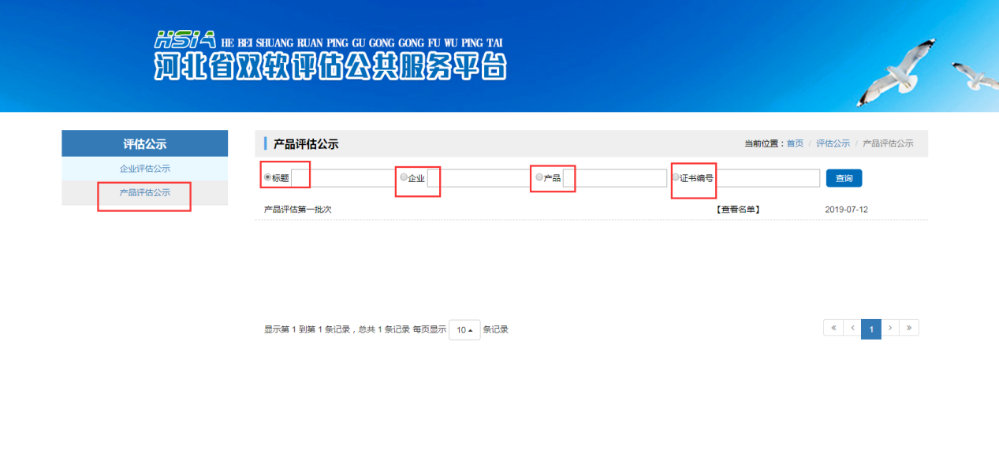 HSIA HE BEI SHUANG RUAN PING GU GONG GONG FU WU PING TAI
河北省双软评估公共服务平台
评估公示
企业评估公示
产品评估公示
产品评估公示
当前位置：首页 / 评估公示 / 产品评估公示
标题 企业 产品 证书编号 查询
产品评估第一批次 【查看名单】 2019-07-12
显示第 1 到第 1 条记录，总共 1 条记录 每页显示 10 条记录
« ‹ 1 › »